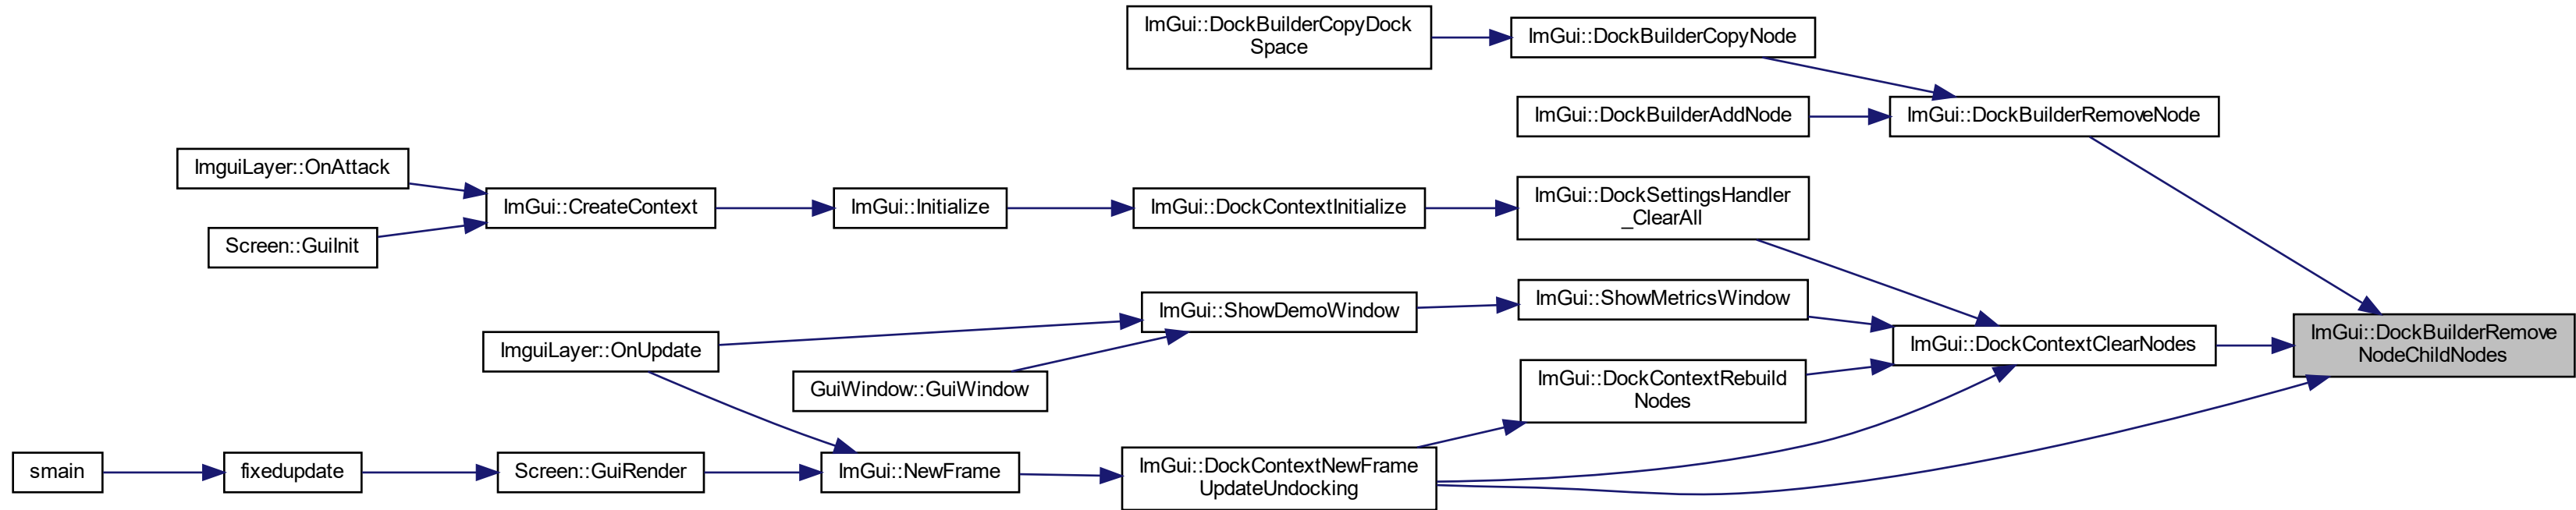 ImGui::DockBuilderCopyDock
Space
ImGui::DockBuilderCopyNode
ImGui::DockBuilderAddNode
ImGui::DockBuilderRemoveNode
ImguiLayer::OnAttack
ImGui::CreateContext
ImGui::Initialize
ImGui::DockContextInitialize
ImGui::DockSettingsHandler
_ClearAll
Screen::GuiInit
ImGui::ShowDemoWindow
ImGui::ShowMetricsWindow
ImguiLayer::OnUpdate
ImGui::DockContextClearNodes
ImGui::DockBuilderRemove
NodeChildNodes
GuiWindow::GuiWindow
ImGui::DockContextRebuild
Nodes
smain
fixedupdate
Screen::GuiRender
ImGui::NewFrame
ImGui::DockContextNewFrame
UpdateUndocking